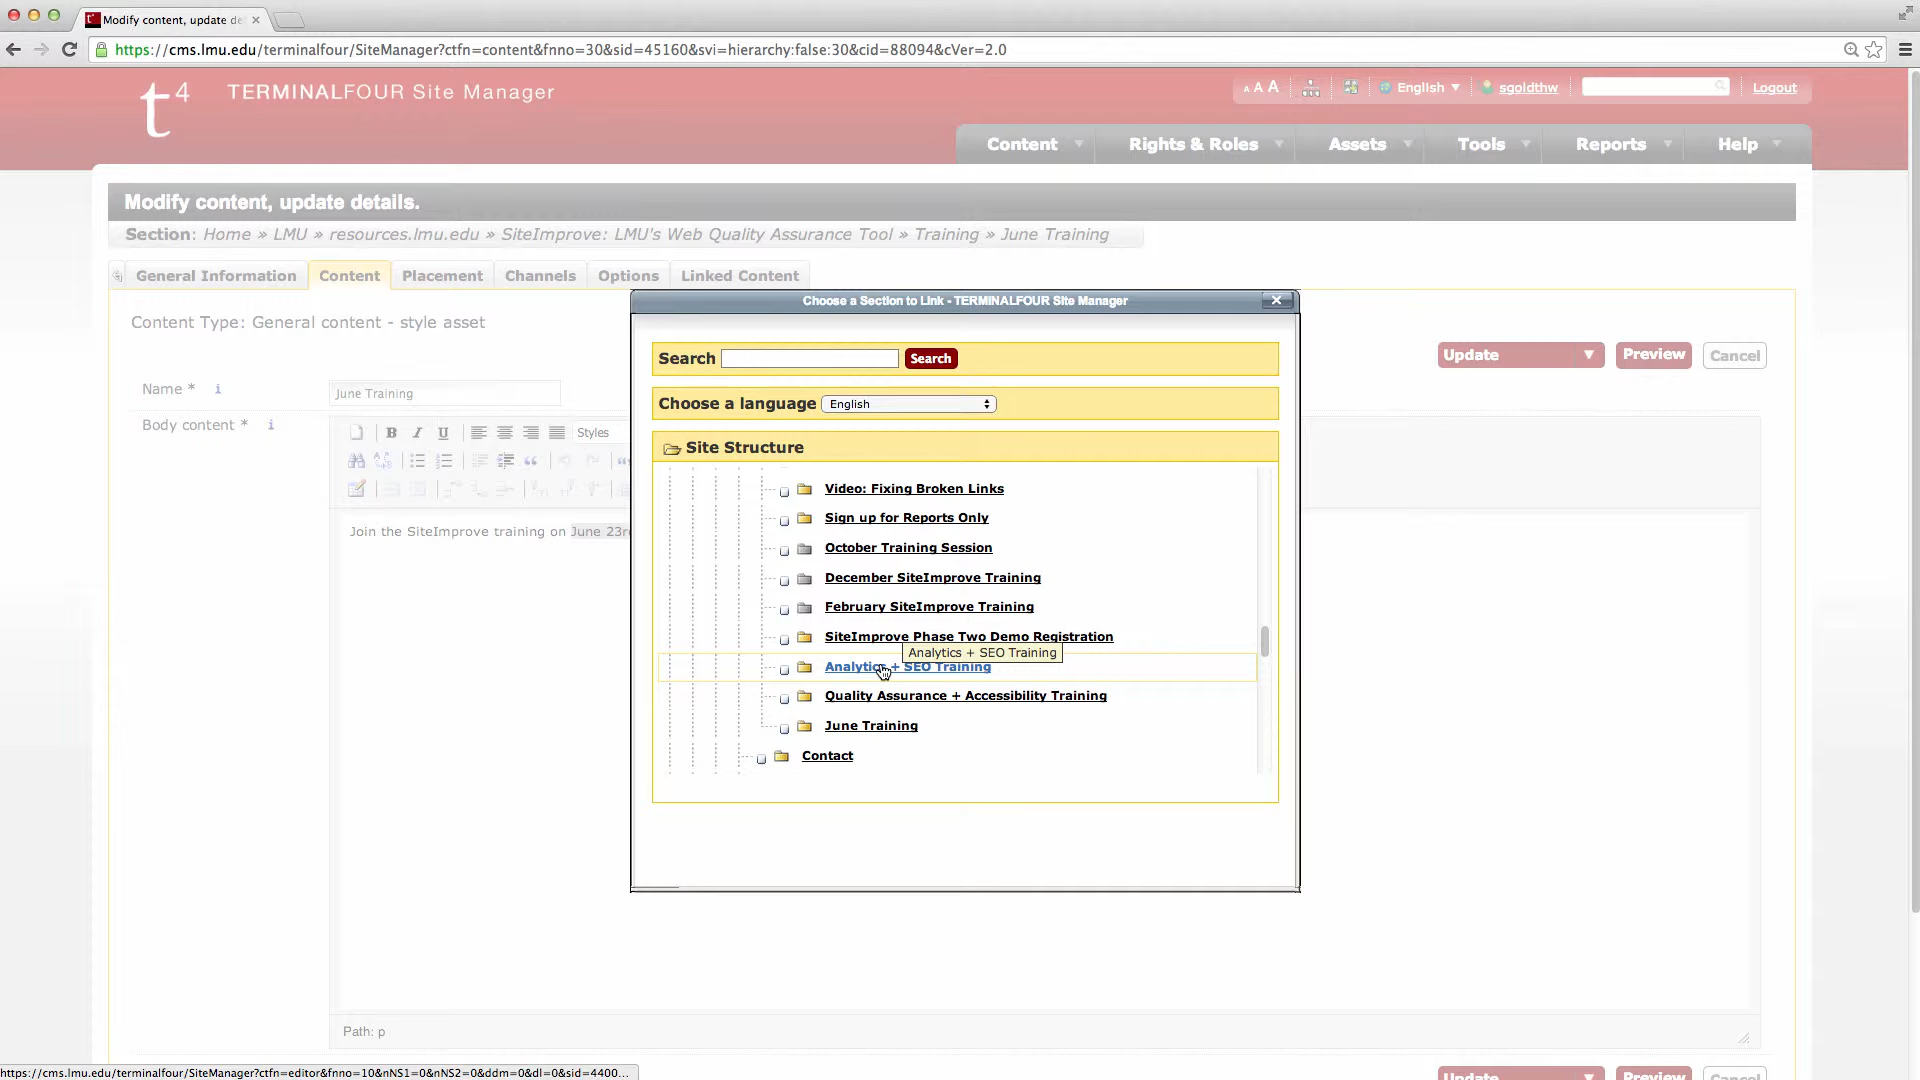 Modify content, update de
https://cms.lmu.edu/terminalfour/SiteManager?ctfn=content&fnno=30&sid=45160&svi=hierarchy:false:30&cid=88094&cVer=2.0
t4 TERMINALFOUR Site Manager
A A A English sgoldthw Logout
Content Rights & Roles Assets Tools Reports Help
Modify content, update details.
Section: Home » LMU » resources.lmu.edu » SiteImprove: LMU's Web Quality Assurance Tool » Training » June Training
General Information Content Placement Channels Options Linked Content
Choose a Section to Link - TERMINALFOUR Site Manager
Content Type: General content - style asset
Update Preview Cancel
Search Search
Name * i June Training
Choose a language English
Body content * i
B I U Styles
Site Structure
Video: Fixing Broken Links
Sign up for Reports Only
Join the SiteImprove training on June 23r
October Training Session
December SiteImprove Training
February SiteImprove Training
SiteImprove Phase Two Demo Registration
Analytics + SEO Training
Analytics + SEO Training
Quality Assurance + Accessibility Training
June Training
Contact
Path: p
https://cms.lmu.edu/terminalfour/SiteManager?ctfn=editor&fnno=10&nNS1=0&nNS2=0&ddm=0&dl=0&sid=4400...
Update Preview Cancel